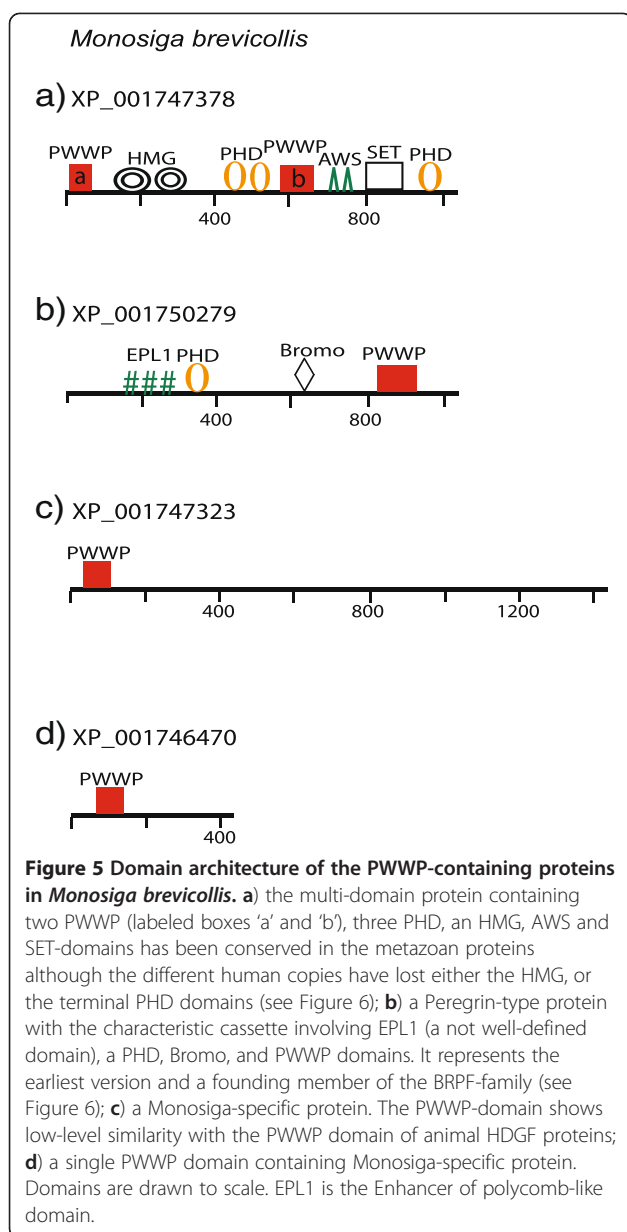 Monosiga brevicollis
a) XP_001747378
PWWP HMG PHD PWWP AWS SET PHD
a b
400 800
b) XP_001750279
EPL1 PHD Bromo PWWP
### 
400 800
c) XP_001747323
PWWP
400 800 1200
d) XP_001746470
PWWP
400
Figure 5 Domain architecture of the PWWP-containing proteins
in Monosiga brevicollis. a) the multi-domain protein containing
two PWWP (labeled boxes ‘a’ and ‘b’), three PHD, an HMG, AWS and
SET-domains has been conserved in the metazoan proteins
although the different human copies have lost either the HMG, or
the terminal PHD domains (see Figure 6); b) a Peregrin-type protein
with the characteristic cassette involving EPL1 (a not well-defined
domain), a PHD, Bromo, and PWWP domains. It represents the
earliest version and a founding member of the BRPF-family (see
Figure 6); c) a Monosiga-specific protein. The PWWP-domain shows
low-level similarity with the PWWP domain of animal HDGF proteins;
d) a single PWWP domain containing Monosiga-specific protein.
Domains are drawn to scale. EPL1 is the Enhancer of polycomb-like
domain.